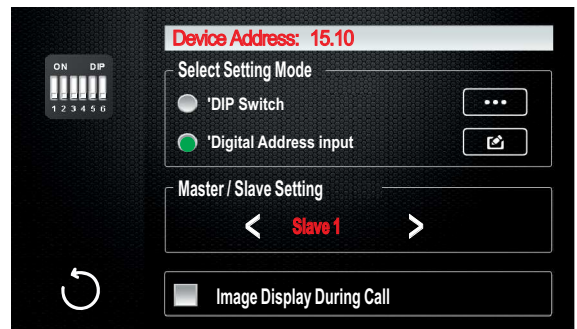 Device Address: 15.10
ON DIP
1 2 3 4 5 6
Select Setting Mode
'DIP Switch
'Digital Address input
Master / Slave Setting
< Slave 1 >
Image Display During Call